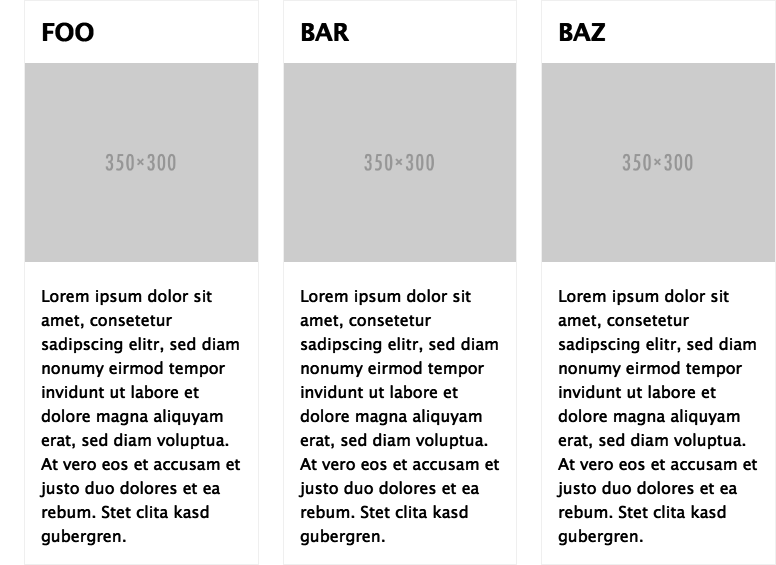 FOO
350×300
Lorem ipsum dolor sit
amet, consetetur
sadipscing elitr, sed diam
nonumy eirmod tempor
invidunt ut labore et
dolore magna aliquyam
erat, sed diam voluptua.
At vero eos et accusam et
justo duo dolores et ea
rebum. Stet clita kasd
gubergren.
BAR
350×300
Lorem ipsum dolor sit
amet, consetetur
sadipscing elitr, sed diam
nonumy eirmod tempor
invidunt ut labore et
dolore magna aliquyam
erat, sed diam voluptua.
At vero eos et accusam et
justo duo dolores et ea
rebum. Stet clita kasd
gubergren.
BAZ
350×300
Lorem ipsum dolor sit
amet, consetetur
sadipscing elitr, sed diam
nonumy eirmod tempor
invidunt ut labore et
dolore magna aliquyam
erat, sed diam voluptua.
At vero eos et accusam et
justo duo dolores et ea
rebum. Stet clita kasd
gubergren.